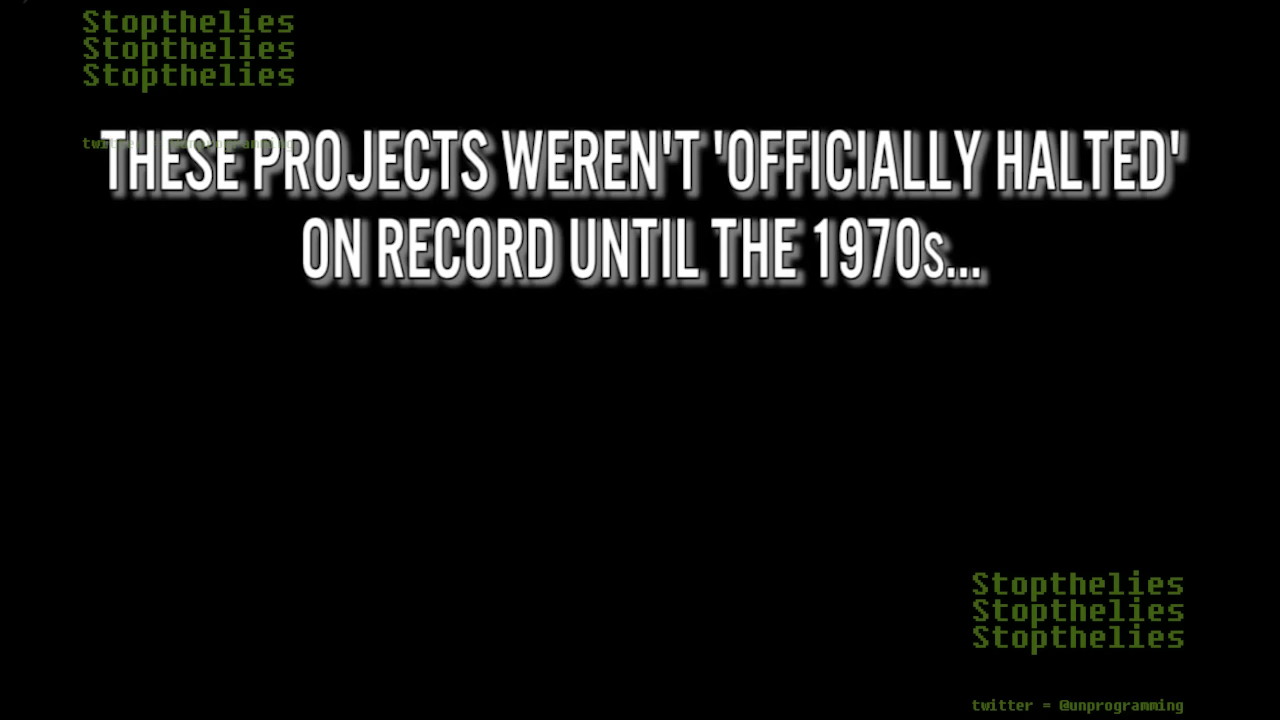 Stopthelies
Stopthelies
Stopthelies
THESE PROJECTS WEREN'T 'OFFICIALLY HALTED'
ON RECORD UNTIL THE 1970s...
Stopthelies
Stopthelies
Stopthelies
twitter = @unprogramming